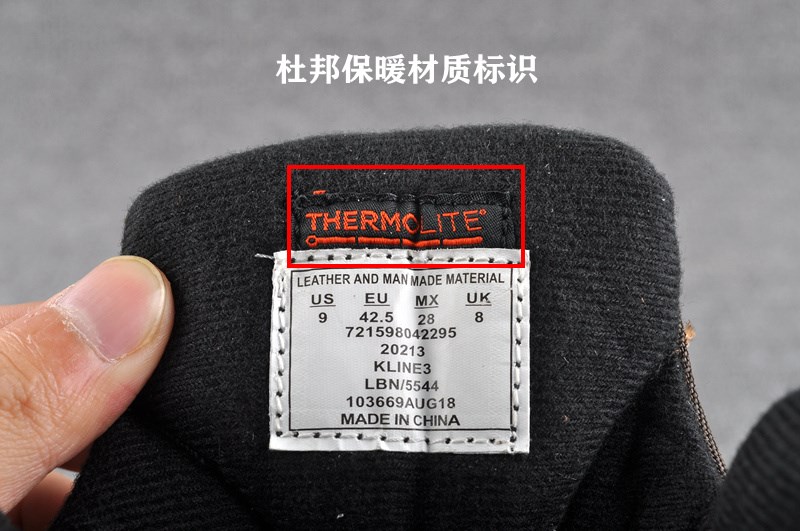 杜邦保暖材质标识
THERMOLITE®
LEATHER AND MAN MADE MATERIAL
US EU MX UK
9 42.5 28 8
721598042295
20213
KLINE3
LBN/5544
103669AUG18
MADE IN CHINA